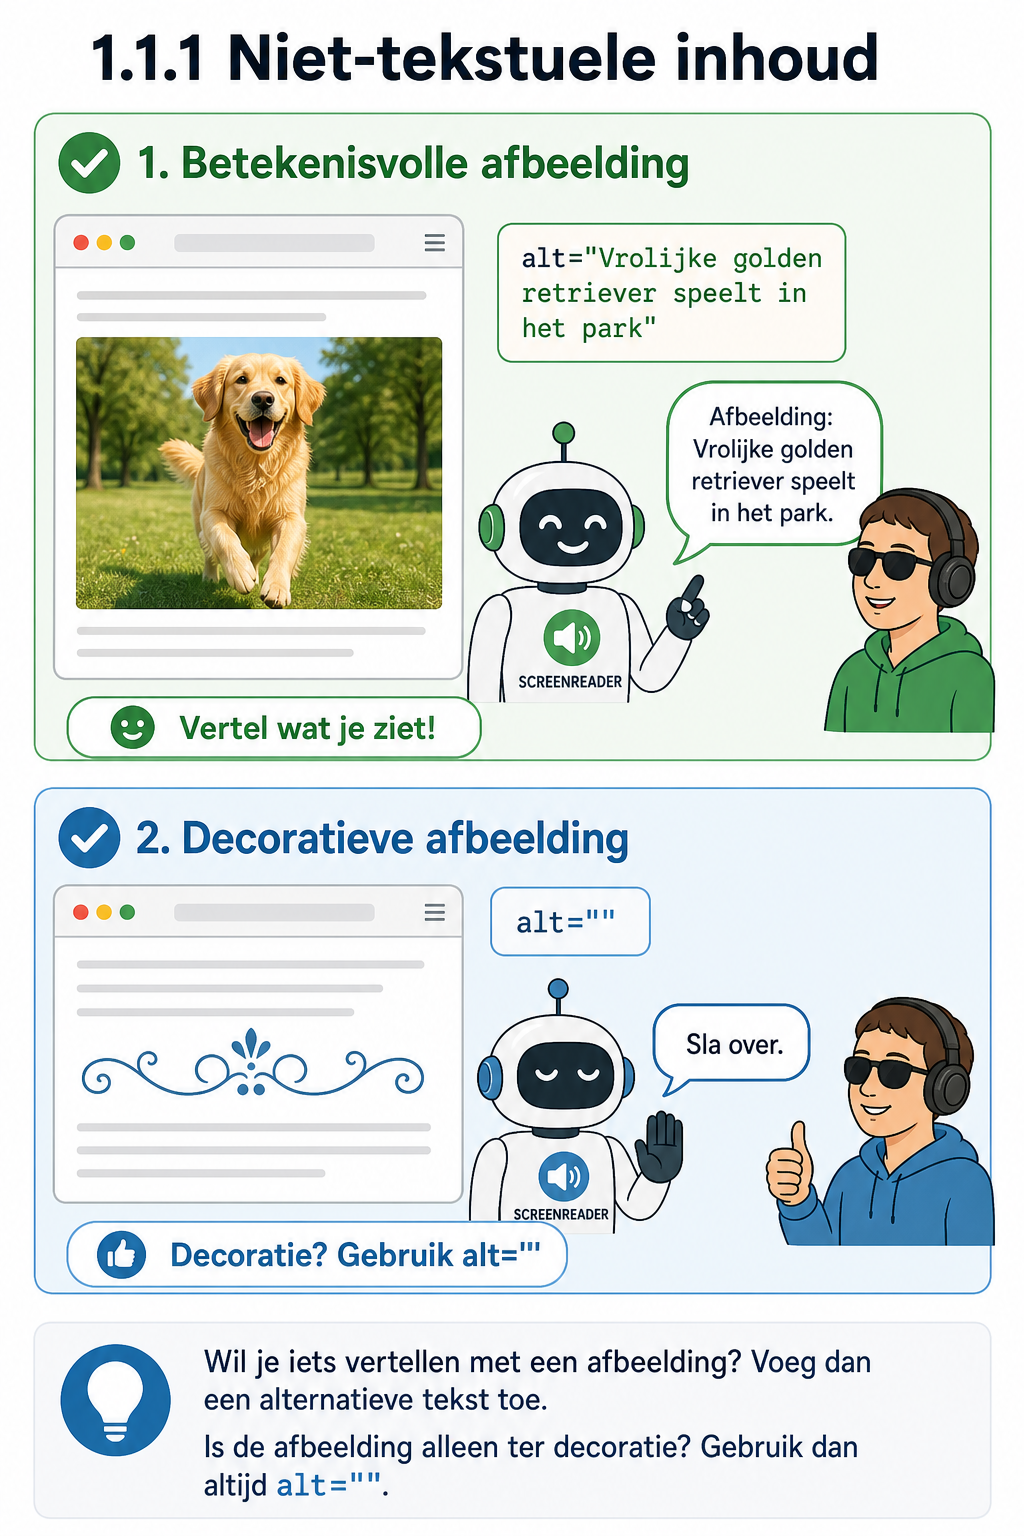 1.1.1 Niet-tekstuele inhoud
1. Betekenisvolle afbeelding
alt="Vrolijke golden
retriever speelt in
het park"
Afbeelding:
Vrolijke golden
retriever speelt
in het park.
SCREENREADER
Vertel wat je ziet!
2. Decoratieve afbeelding
alt=""
Sla over.
SCREENREADER
Decoratie? Gebruik alt='"
Wil je iets vertellen met een afbeelding? Voeg dan
een alternatieve tekst toe.
Is de afbeelding alleen ter decoratie? Gebruik dan
altijd alt="".